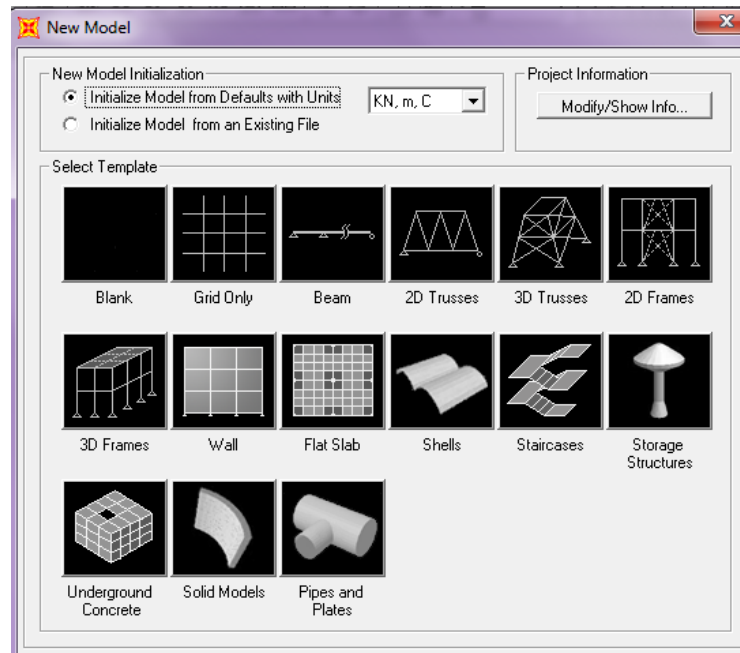 New Model
New Model Initialization
Project Information
Initialize Model from Defaults with Units
KN, m, C
Modify/Show Info...
Initialize Model from an Existing File
Select Template
Blank
Grid Only
Beam
2D Trusses
3D Trusses
2D Frames
3D Frames
Wall
Flat Slab
Shells
Staircases
Storage
Structures
Underground
Concrete
Solid Models
Pipes and
Plates